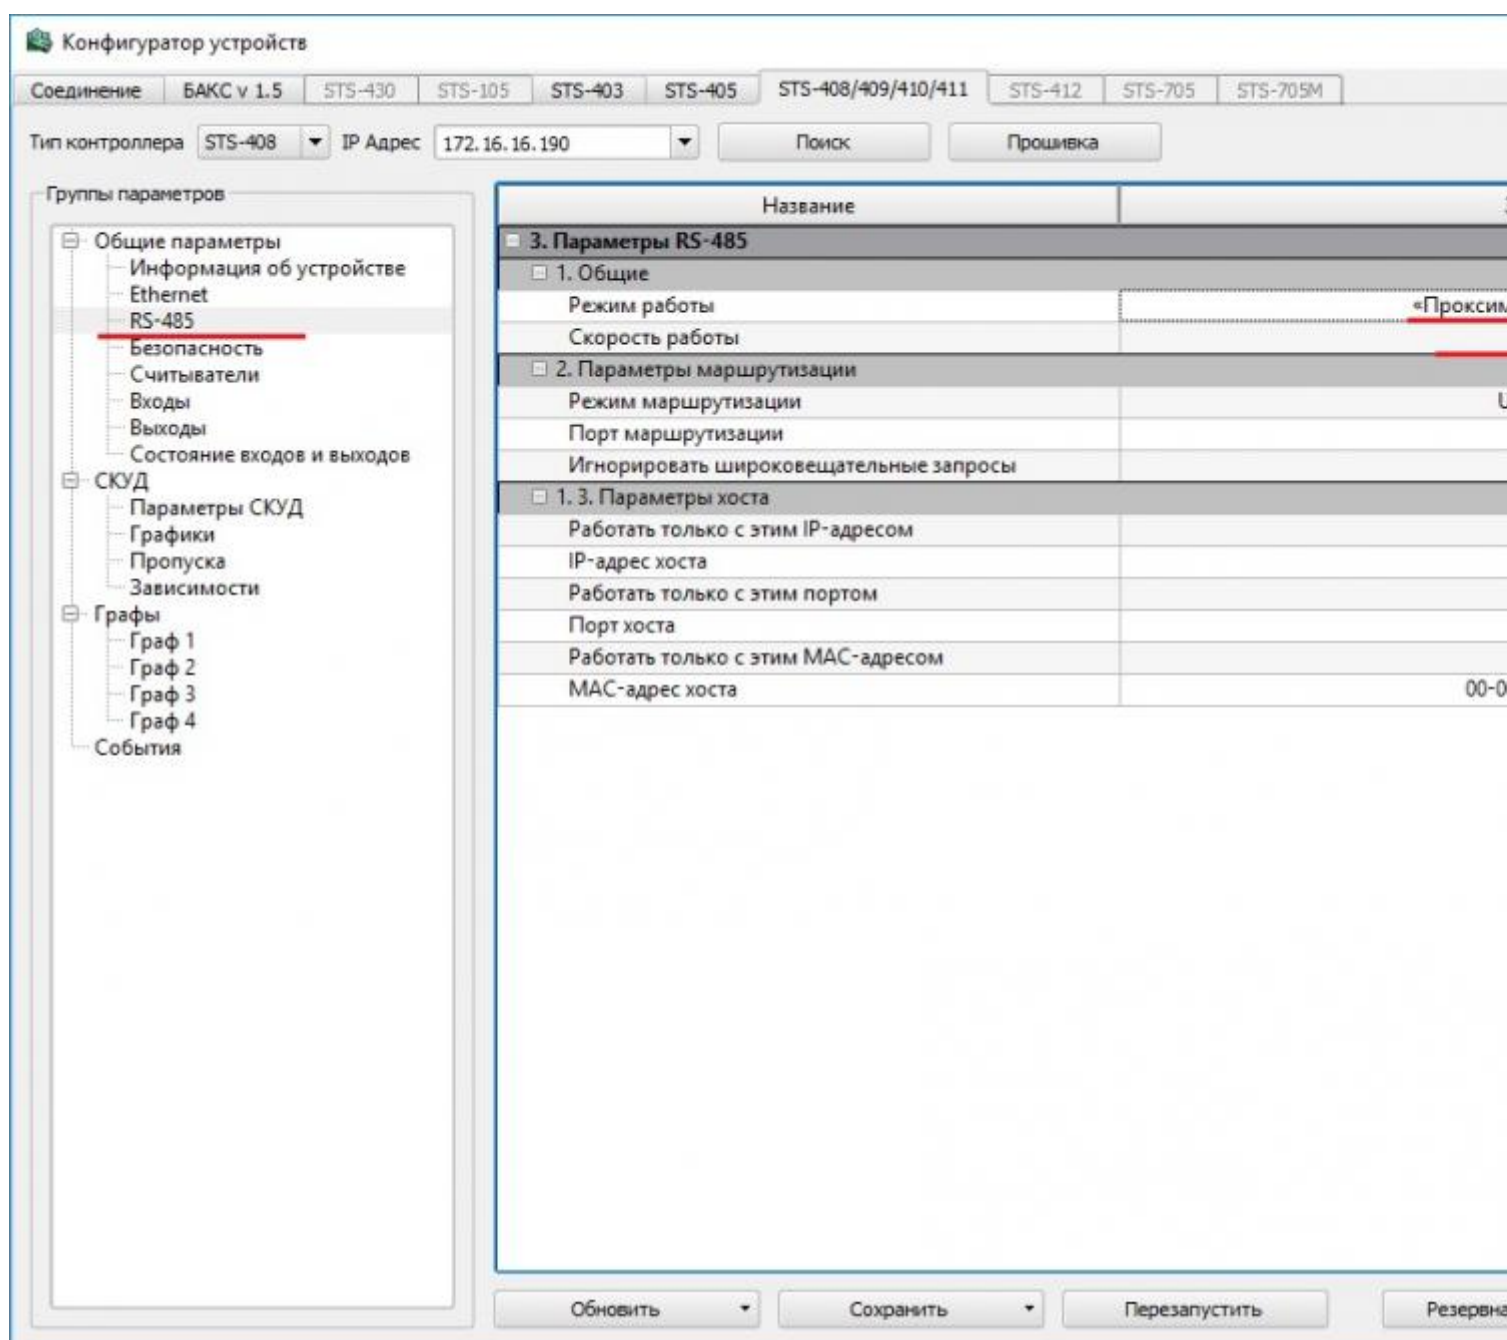 Конфигуратор устройств
Соединение БАКС v 1.5 STS-430 STS-105 STS-403 STS-405 STS-408/409/410/411 STS-412 STS-705 STS-705M
Тип контроллера STS-408 IP Адрес 172.16.16.190 Поиск Прошивка
Группы параметров
Общие параметры
Информация об устройстве
Ethernet
RS-485
Безопасность
Считыватели
Входы
Выходы
Состояние входов и выходов
СКУД
Параметры СКУД
Графики
Пропуска
Зависимости
Графы
Граф 1
Граф 2
Граф 3
Граф 4
События
Название
3. Параметры RS-485
1. Общие
Режим работы «Проксим
Скорость работы
2. Параметры маршрутизации
Режим маршрутизации U
Порт маршрутизации
Игнорировать широковещательные запросы
1. 3. Параметры хоста
Работать только с этим IP-адресом
IP-адрес хоста
Работать только с этим портом
Порт хоста
Работать только с этим MAC-адресом
MAC-адрес хоста 00-0
Обновить Сохранить Перезапустить Резервна